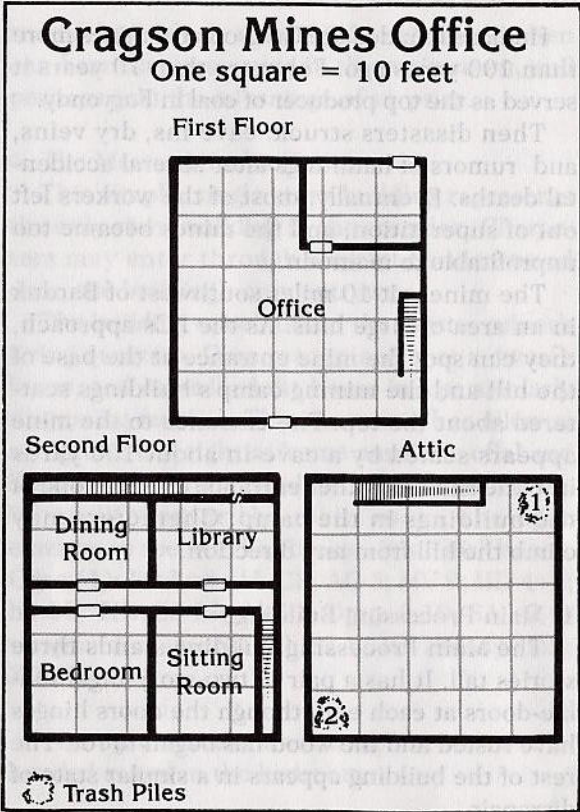 Cragson Mines Office
One square = 10 feet
First Floor
Office
Second Floor
Dining
Room
Library
Bedroom
Sitting
Room
Attic
1
2
Trash Piles